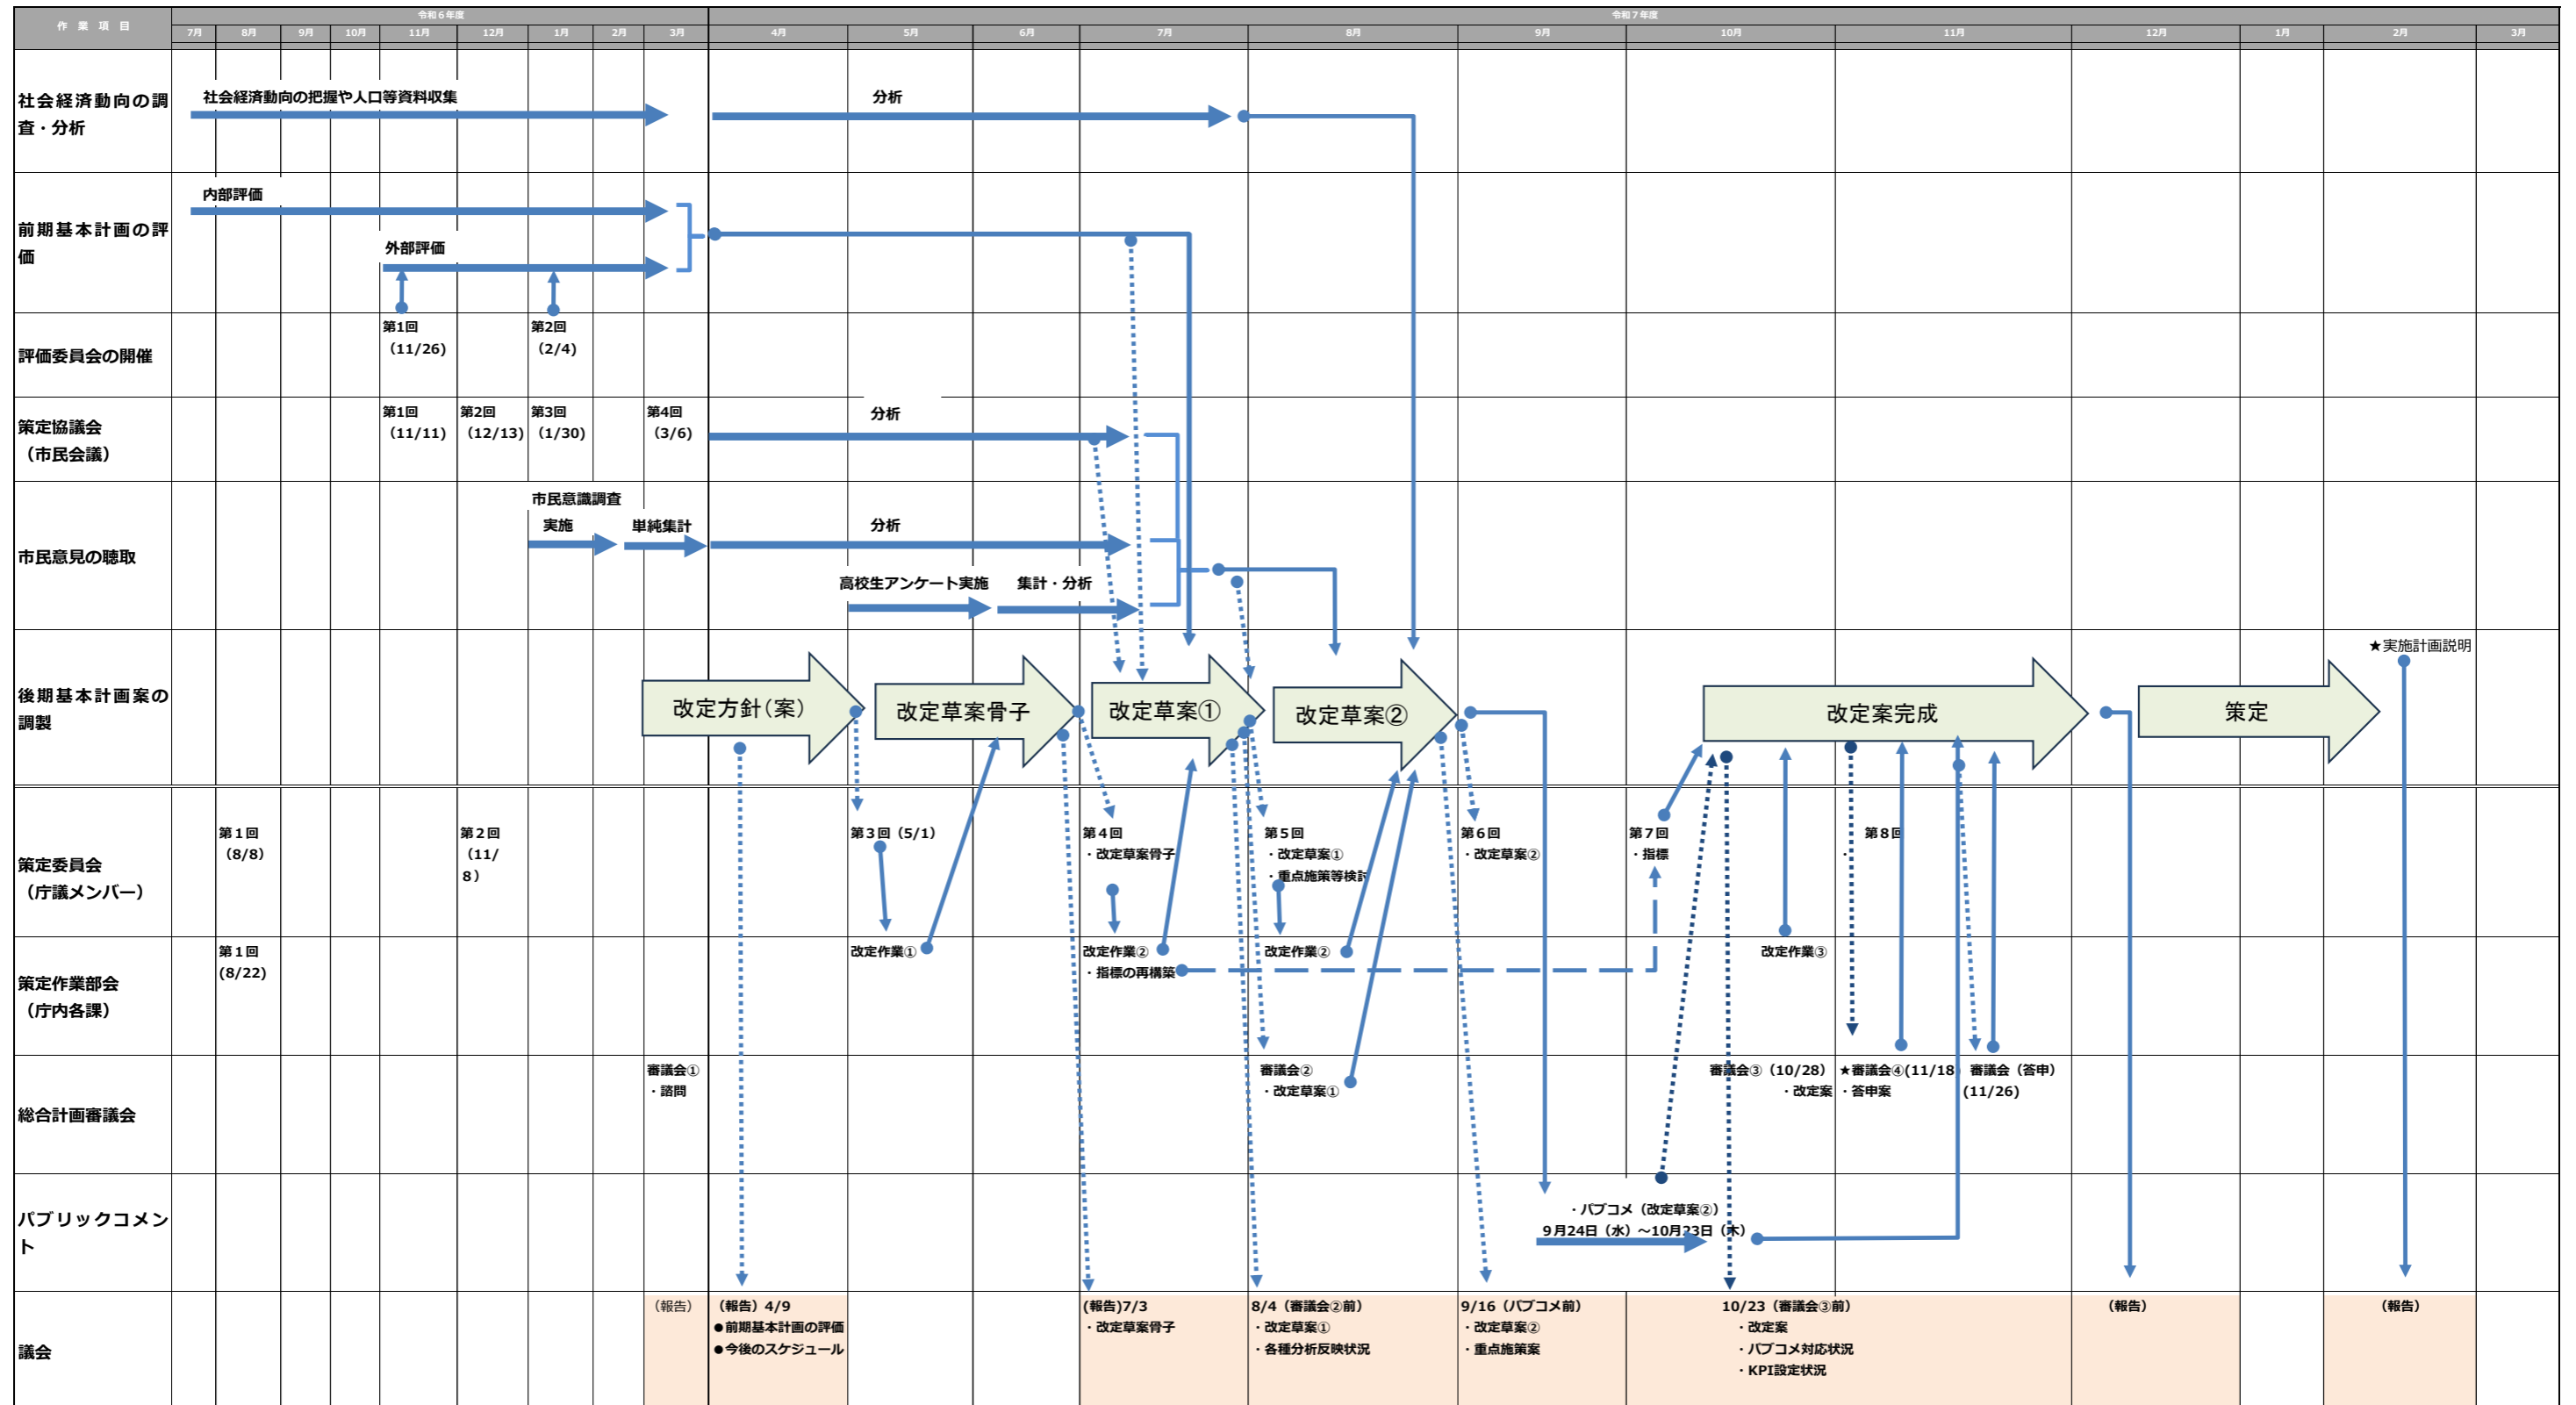 作 業 項 目
令和６年度
令和７年度
7月 8月 9月 10月 11月 12月 1月 2月 3月 4月 5月 6月 7月 8月 9月 10月 11月 12月 1月 2月 3月
社会経済動向の調
査・分析
社会経済動向の把握や人口等資料収集
分析
前期基本計画の評
価
内部評価
外部評価
評価委員会の開催
第1回
（11/26)
第2回
（2/4)
策定協議会
（市民会議）
第1回
（11/11)
第2回
（12/13)
第3回
（1/30)
第4回
（3/6)
分析
市民意見の聴取
市民意識調査
実施
単純集計
分析
高校生アンケート実施
集計・分析
後期基本計画案の
調製
改定方針（案）
改定草案骨子
改定草案①
改定草案②
改定案完成
策定
★実施計画説明
策定委員会
（庁議メンバー）
第１回
（8/8）
第２回
（11/
8）
第３回（5/1）
第４回
・改定草案骨子
第５回
・改定草案①
・重点施策等検討
第６回
・改定草案②
第７回
・指標
第８回
・
策定作業部会
（庁内各課）
第１回
(8/22)
改定作業①
改定作業②
・指標の再構築
改定作業②
改定作業③
総合計画審議会
審議会①
・諮問
審議会②
・改定草案①
審議会③（10/28）
・改定案
★審議会④(11/18
・答申案
審議会（答申）
(11/26)
パブリックコメン
ト
・パブコメ（改定草案②）
９月24日（水）～10月23日（木）
議会
（報告）
（報告）4/9
●前期基本計画の評価
●今後のスケジュール
(報告)7/3
・改定草案骨子
8/4（審議会②前）
・改定草案①
・各種分析反映状況
9/16（パブコメ前）
・改定草案②
・重点施策案
10/23（審議会③前）
・改定案
・パブコメ対応状況
・KPI設定状況
（報告）
（報告）